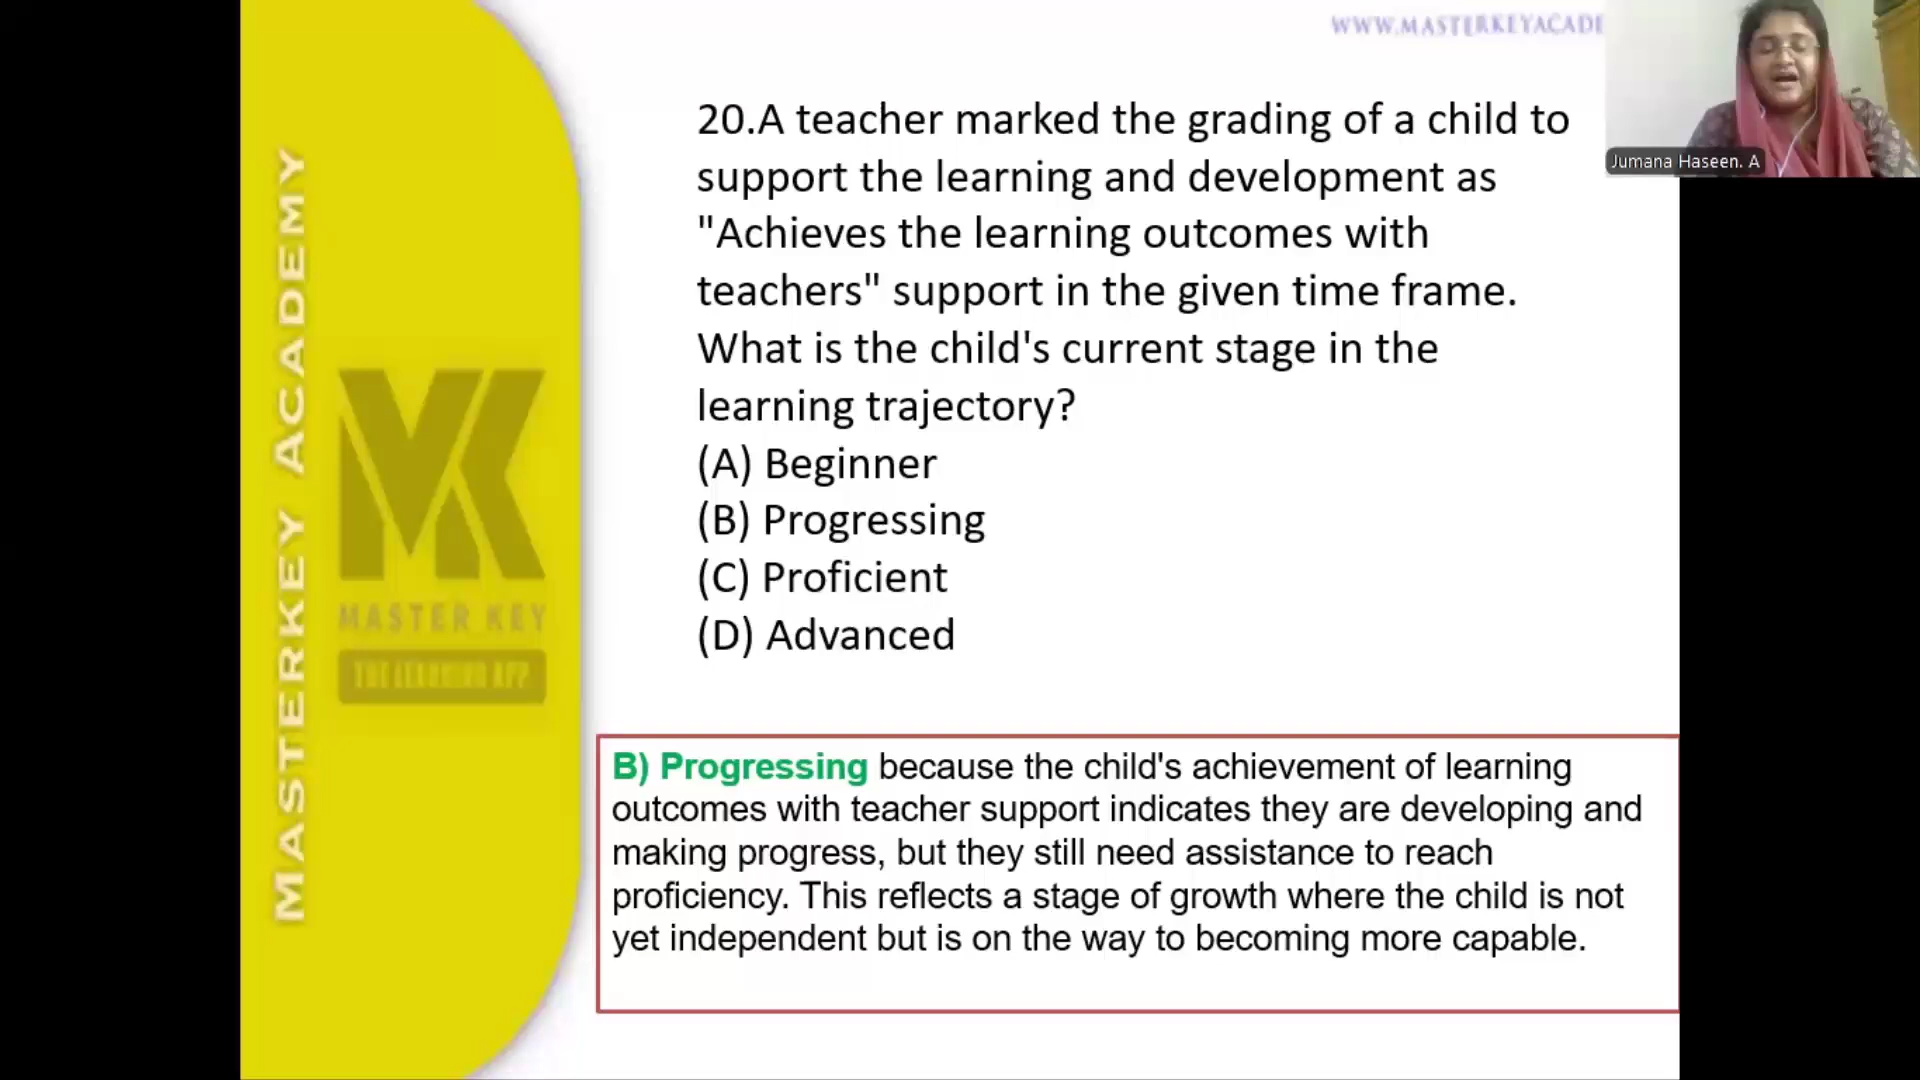 WWW.MASTERKEYACADE
20.A teacher marked the grading of a child to
support the learning and development as
"Achieves the learning outcomes with
teachers" support in the given time frame.
What is the child's current stage in the
learning trajectory?
(A) Beginner
(B) Progressing
(C) Proficient
(D) Advanced
B) Progressing because the child's achievement of learning
outcomes with teacher support indicates they are developing and
making progress, but they still need assistance to reach
proficiency. This reflects a stage of growth where the child is not
yet independent but is on the way to becoming more capable.
MASTERKEY ACADEMY
MK
MASTER KEY
THE LEARNING APP
Jumana Haseen. A